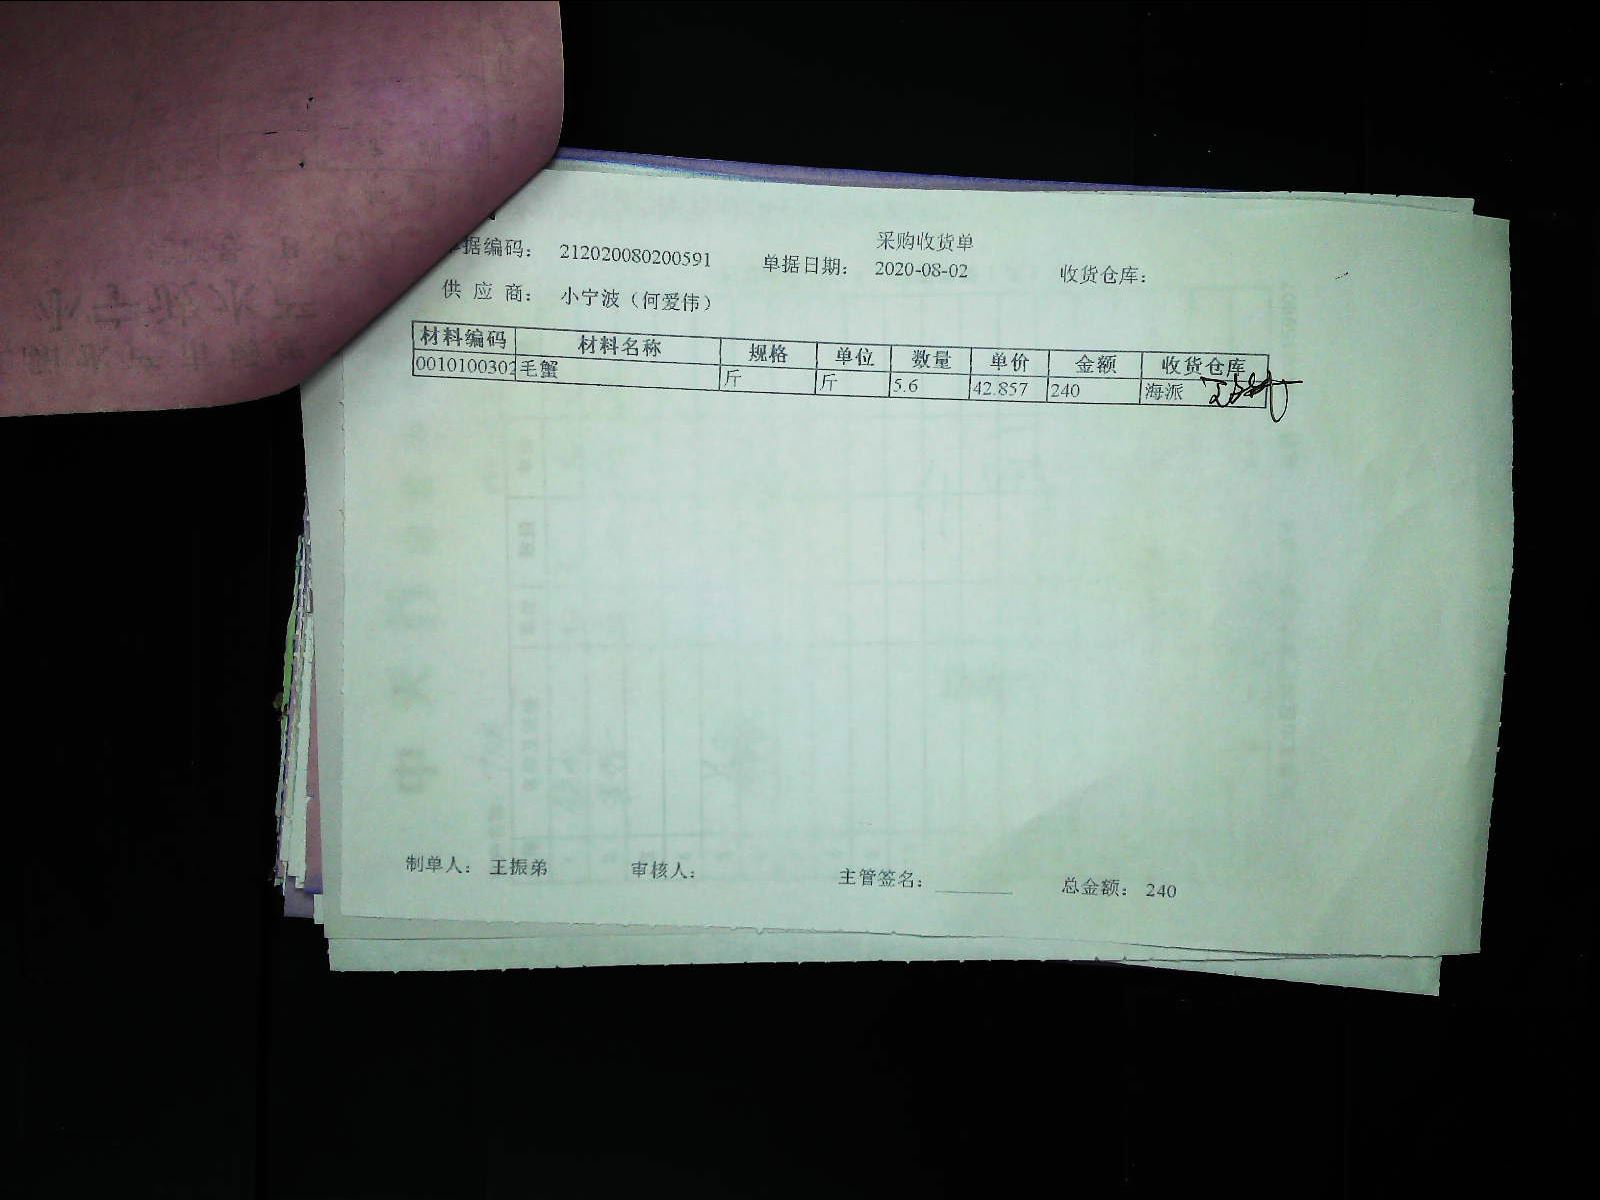 采购收货单
据编码： 212020080200591 单据日期： 2020-08-02 收货仓库：
供 应 商： 小宁波（何爱伟）
材料编码 材料名称 规格 单位 数量 单价 金额 收货仓库
0010100302 毛蟹 斤 斤 5.6 42.857 240 海派
制单人： 王振弟 审核人： 主管签名： 总金额： 240